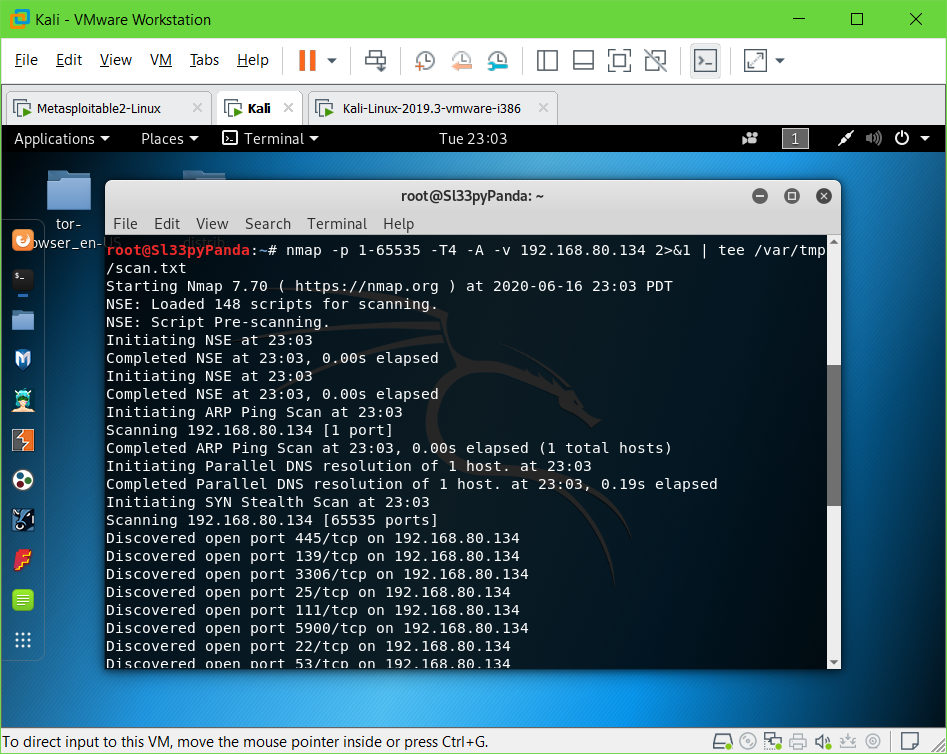 Kali - VMware Workstation
File Edit View VM Tabs Help
Metasploitable2-Linux Kali Kali-Linux-2019.3-vmware-i386
Applications Places Terminal Tue 23:03 1
tor-
owser_en-US
root@Sl33pyPanda: ~
File Edit View Search Terminal Help
root@Sl33pyPanda:~# nmap -p 1-65535 -T4 -A -v 192.168.80.134 2>&1 | tee /var/tmp
/scan.txt
Starting Nmap 7.70 ( https://nmap.org ) at 2020-06-16 23:03 PDT
NSE: Loaded 148 scripts for scanning.
NSE: Script Pre-scanning.
Initiating NSE at 23:03
Completed NSE at 23:03, 0.00s elapsed
Initiating NSE at 23:03
Completed NSE at 23:03, 0.00s elapsed
Initiating ARP Ping Scan at 23:03
Scanning 192.168.80.134 [1 port]
Completed ARP Ping Scan at 23:03, 0.00s elapsed (1 total hosts)
Initiating Parallel DNS resolution of 1 host. at 23:03
Completed Parallel DNS resolution of 1 host. at 23:03, 0.19s elapsed
Initiating SYN Stealth Scan at 23:03
Scanning 192.168.80.134 [65535 ports]
Discovered open port 445/tcp on 192.168.80.134
Discovered open port 139/tcp on 192.168.80.134
Discovered open port 3306/tcp on 192.168.80.134
Discovered open port 25/tcp on 192.168.80.134
Discovered open port 111/tcp on 192.168.80.134
Discovered open port 5900/tcp on 192.168.80.134
Discovered open port 22/tcp on 192.168.80.134
Discovered open port 53/tcp on 192.168.80.134
To direct input to this VM, move the mouse pointer inside or press Ctrl+G.